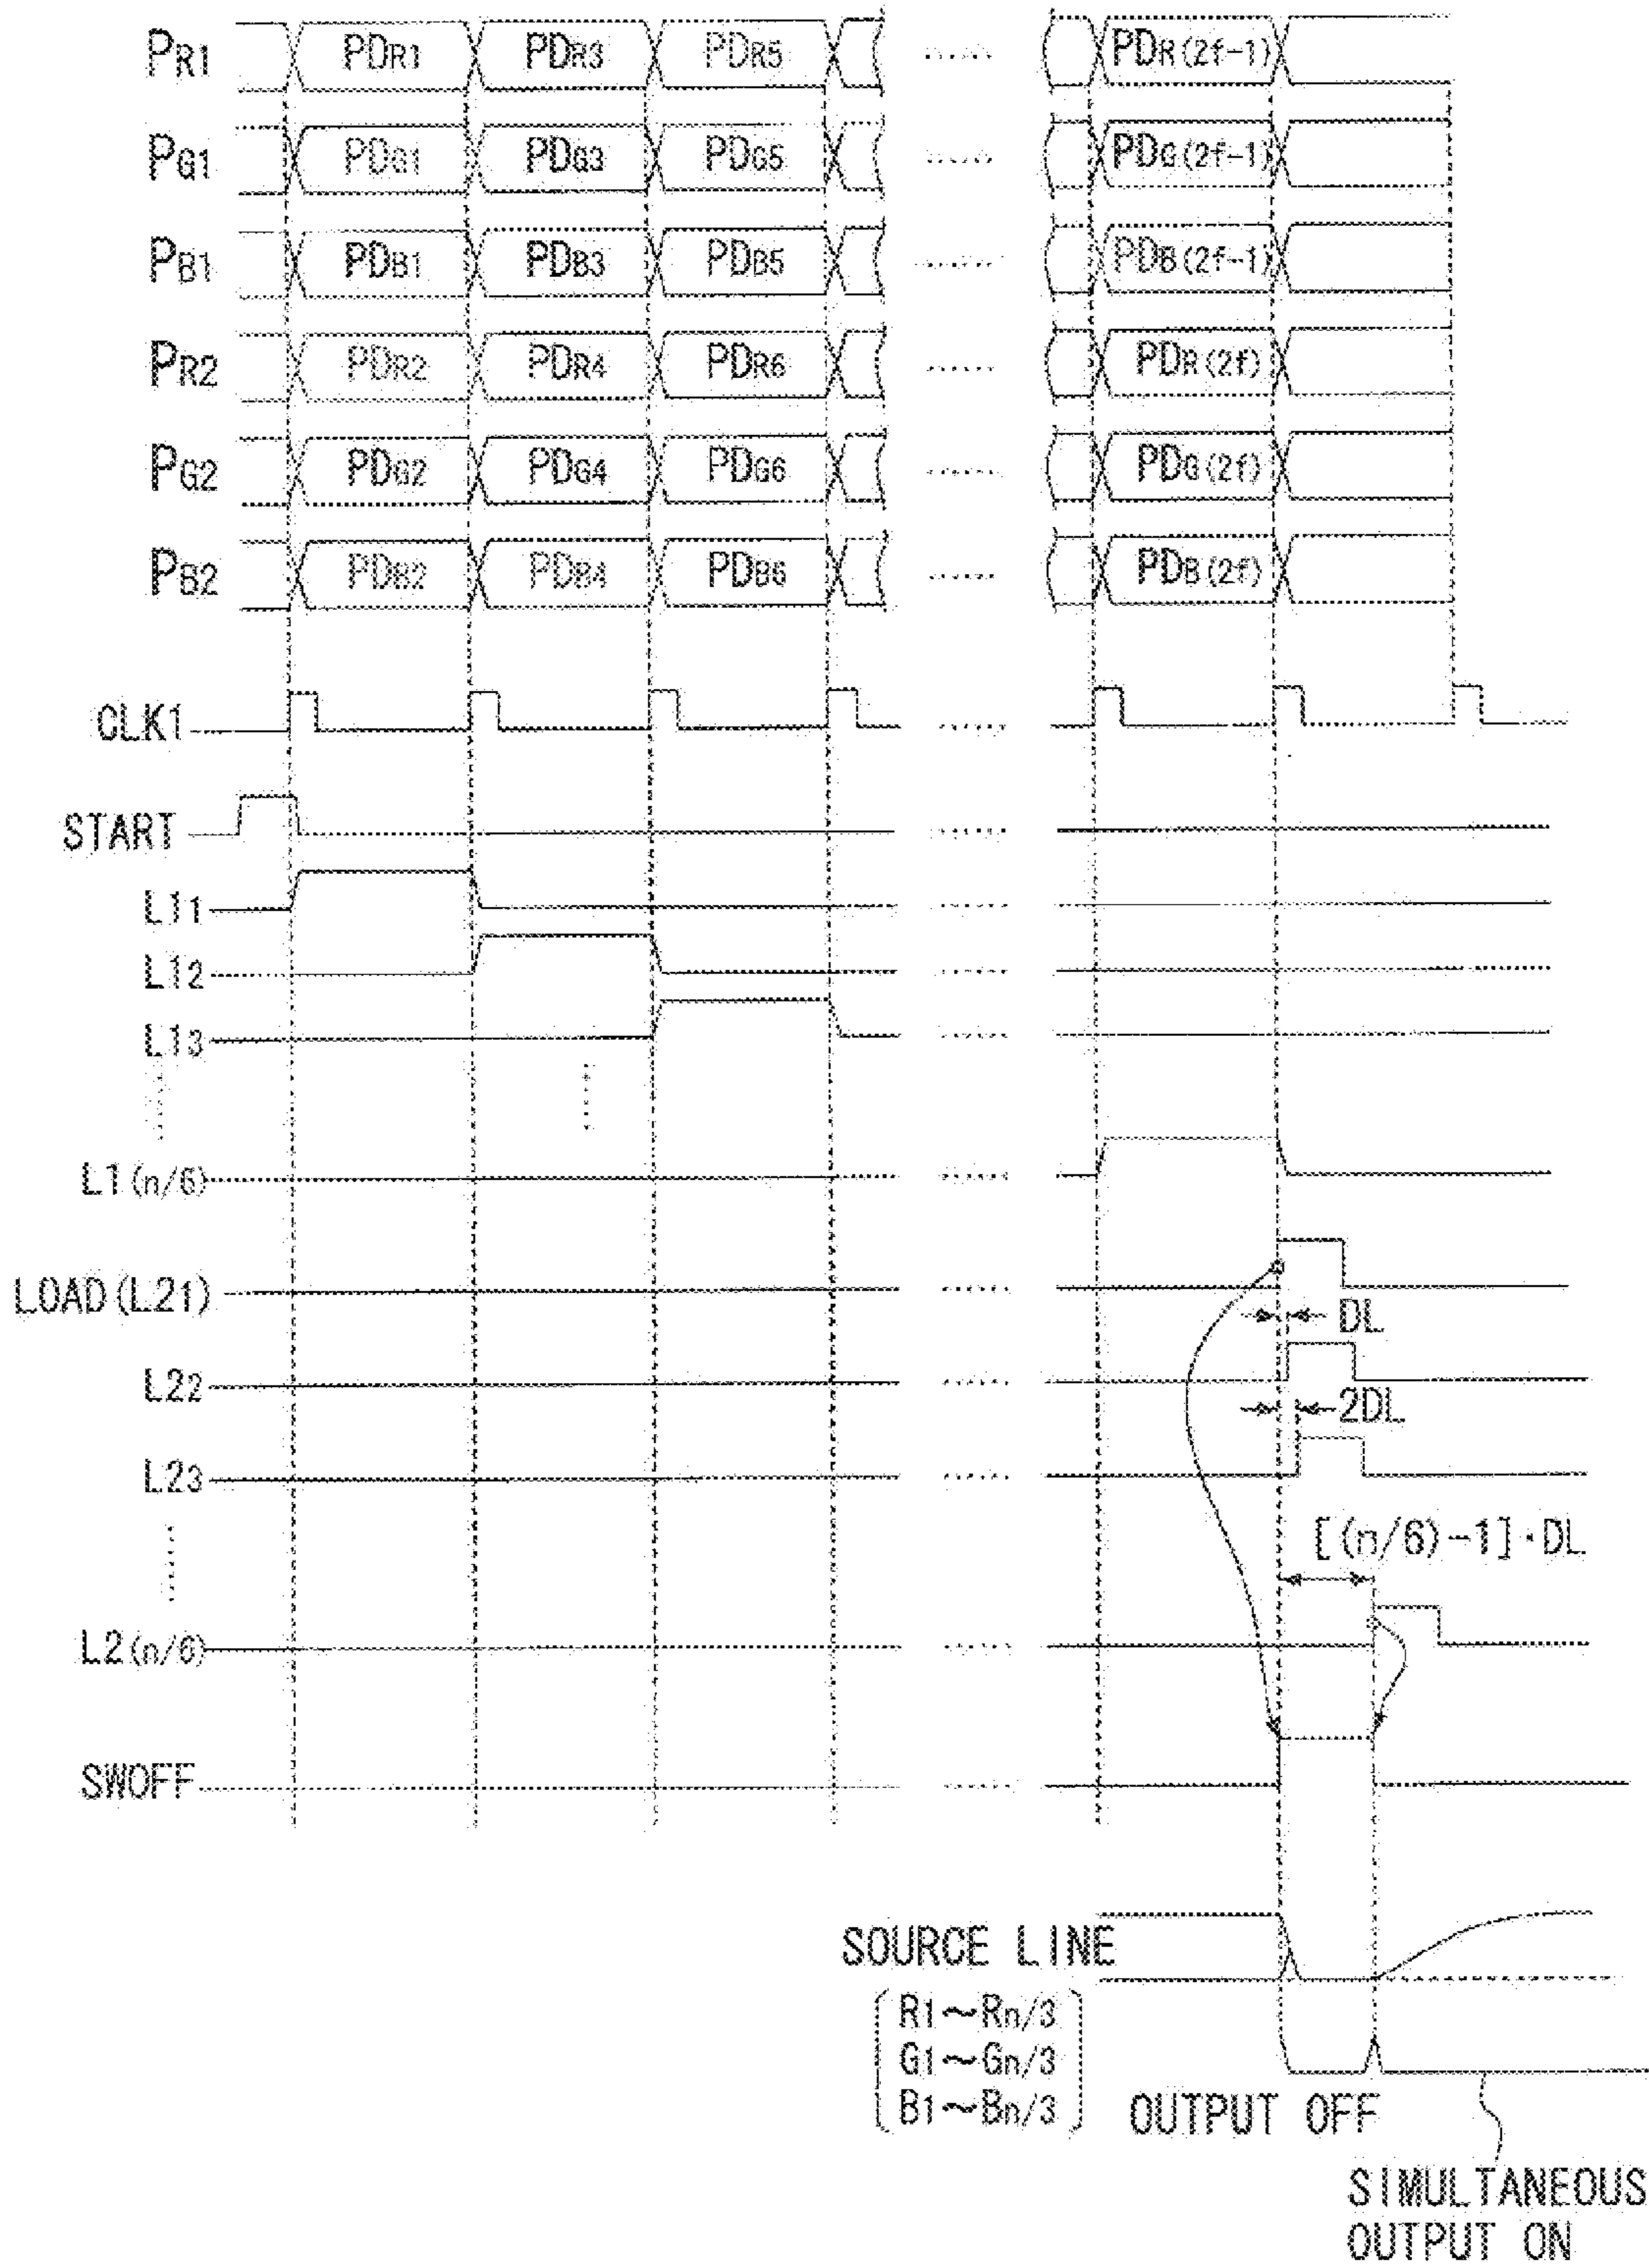 PR1 PDR1 PDR3 PDR5 ...... PDR(2f-1)
PG1 PDG1 PDG3 PDG5 ...... PDG(2f-1)
PB1 PDB1 PDB3 PDB5 ...... PDB(2f-1)
PR2 PDR2 PDR4 PDR6 ...... PDR(2f)
PG2 PDG2 PDG4 PDG6 ...... PDG(2f)
PB2 PDB2 PDB4 PDB6 ...... PDB(2f)
CLK1
START
L11
L12
L13
L1(n/6)
LOAD(L21)
DL
L22
2DL
L23
[(n/6)-1]·DL
L2(n/6)
SWOFF
SOURCE LINE
R1～Rn/3
G1～Gn/3
B1～Bn/3
OUTPUT OFF
SIMULTANEOUS
OUTPUT ON